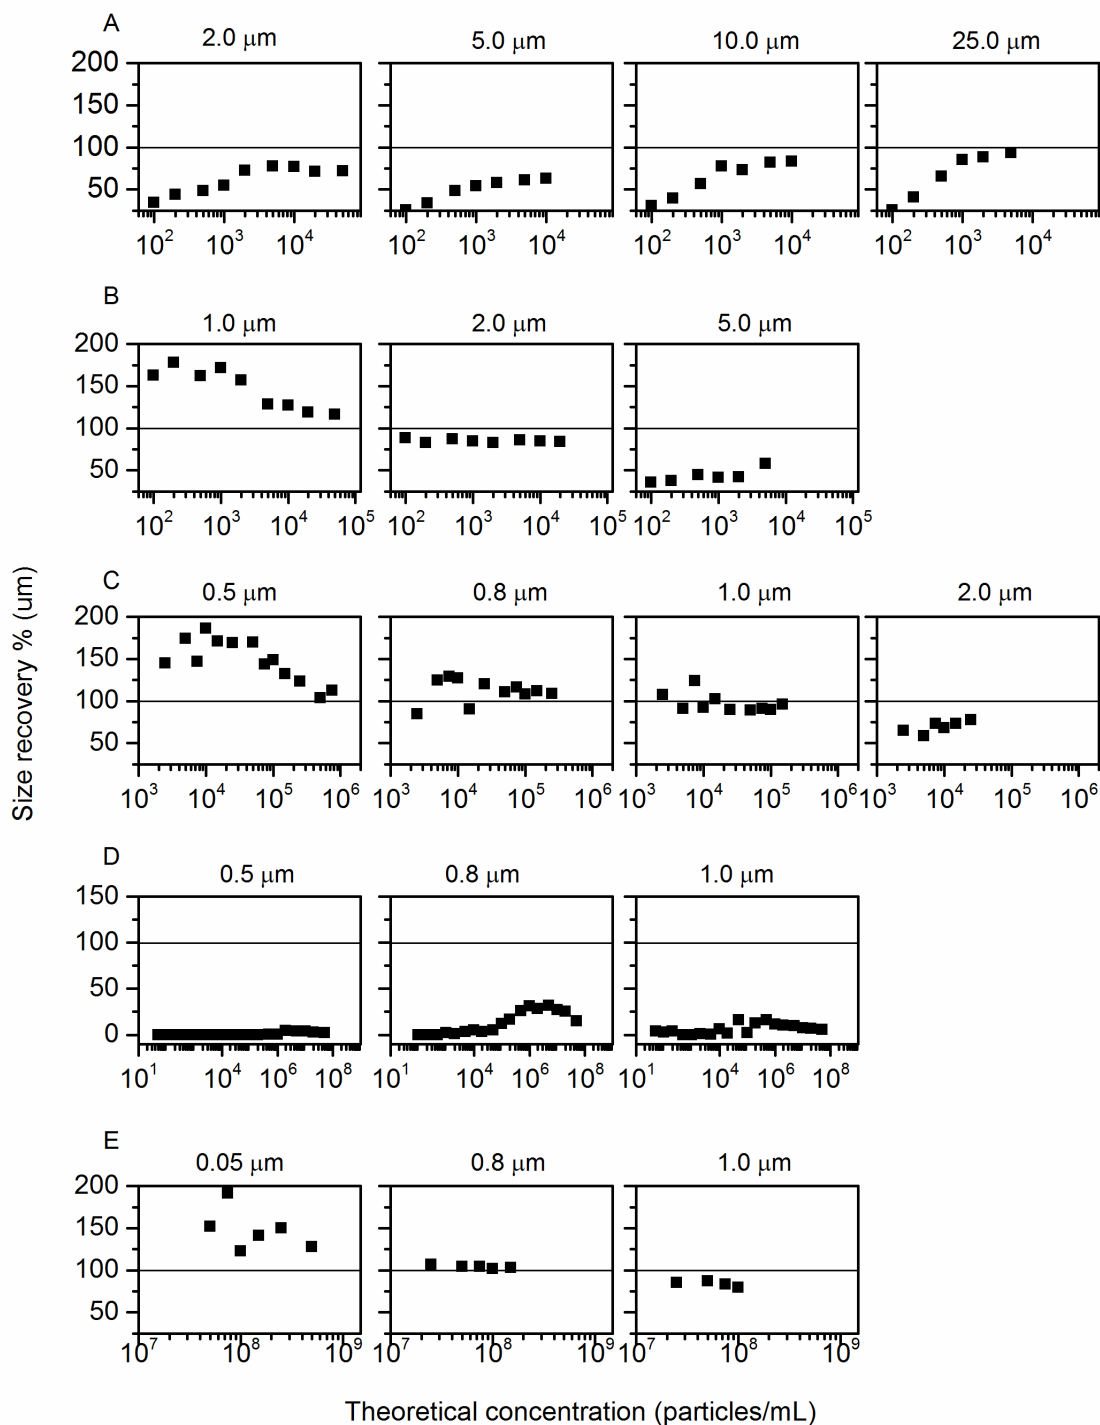 A
2.0 μm 5.0 μm 10.0 μm 25.0 μm
200
150
100
50
10² 10³ 10⁴ 10² 10³ 10⁴ 10² 10³ 10⁴ 10² 10³ 10⁴
B
1.0 μm 2.0 μm 5.0 μm
200
150
100
50
10² 10³ 10⁴ 10⁵ 10² 10³ 10⁴ 10⁵ 10² 10³ 10⁴ 10⁵
Size recovery % (um)
C
0.5 μm 0.8 μm 1.0 μm 2.0 μm
200
150
100
50
10³ 10⁴ 10⁵ 10⁶ 10³ 10⁴ 10⁵ 10⁶ 10³ 10⁴ 10⁵ 10⁶ 10³ 10⁴ 10⁵ 10⁶
D
0.5 μm 0.8 μm 1.0 μm
150
100
50
0
10¹ 10⁴ 10⁶ 10⁸ 10¹ 10⁴ 10⁶ 10⁸ 10¹ 10⁴ 10⁶ 10⁸
E
0.05 μm 0.8 μm 1.0 μm
200
150
100
50
10⁷ 10⁸ 10⁹ 10⁷ 10⁸ 10⁹ 10⁷ 10⁸ 10⁹
Theoretical concentration (particles/mL)